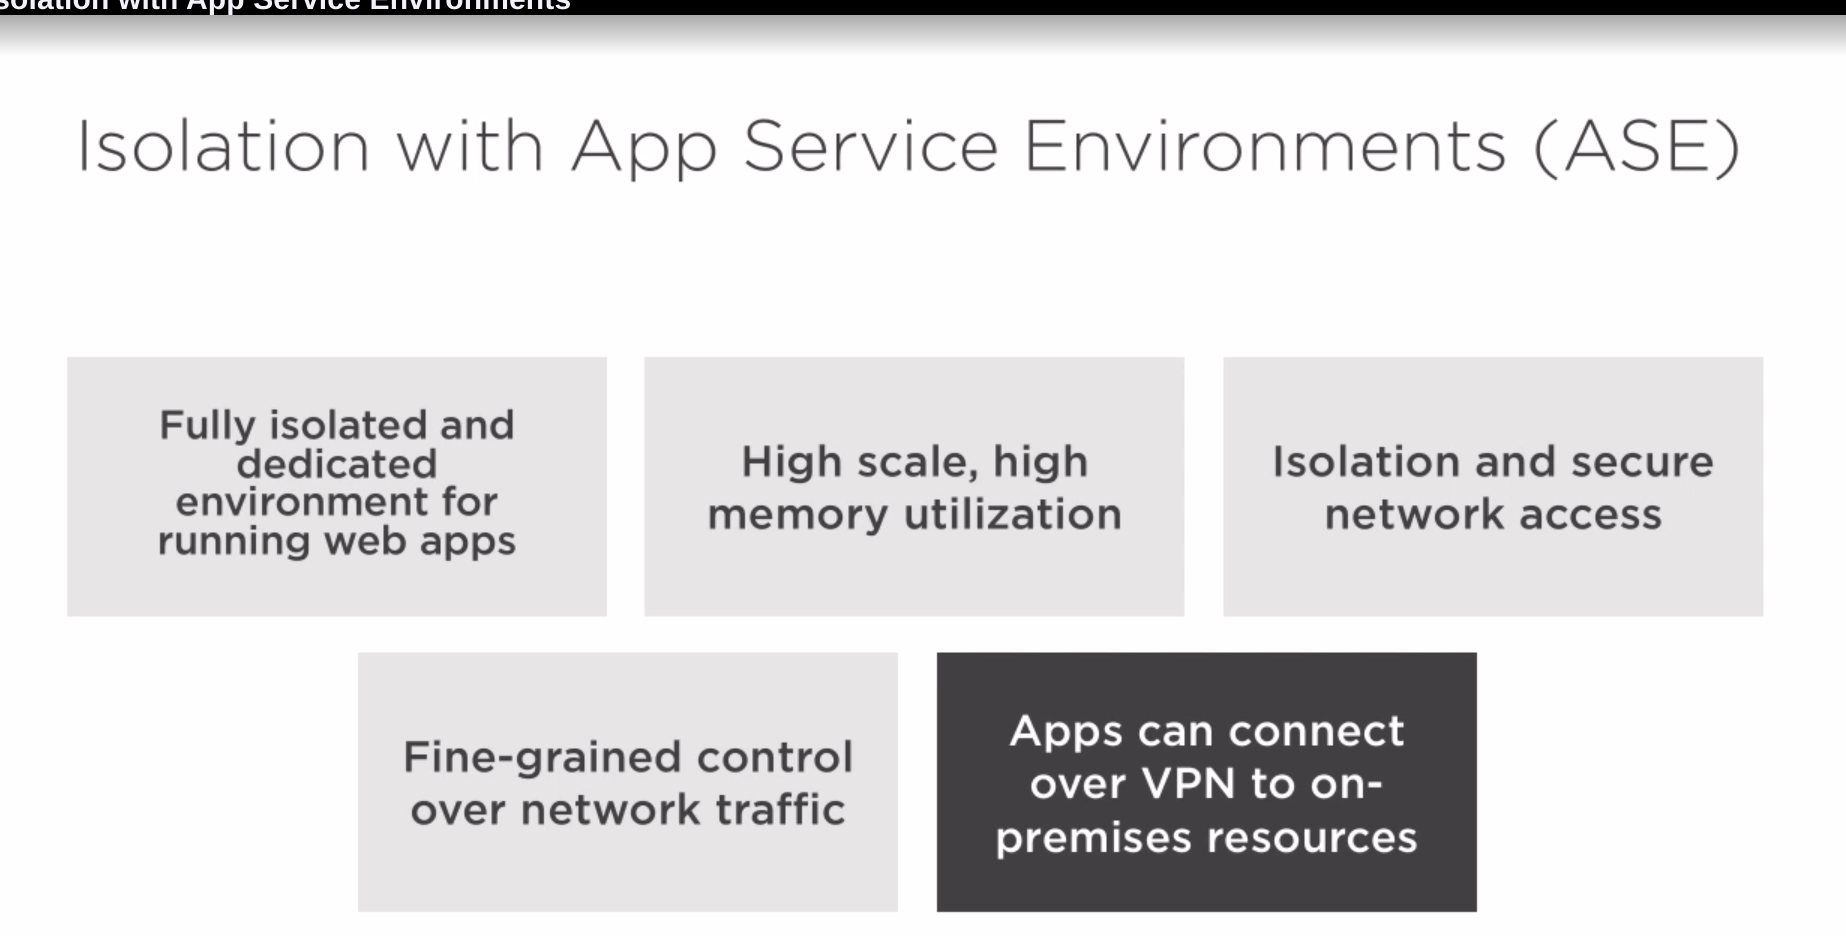 solation with App Service Environments
Isolation with App Service Environments (ASE)
Fully isolated and
dedicated
environment for
running web apps
High scale, high
memory utilization
Isolation and secure
network access
Fine-grained control
over network traffic
Apps can connect
over VPN to on-
premises resources